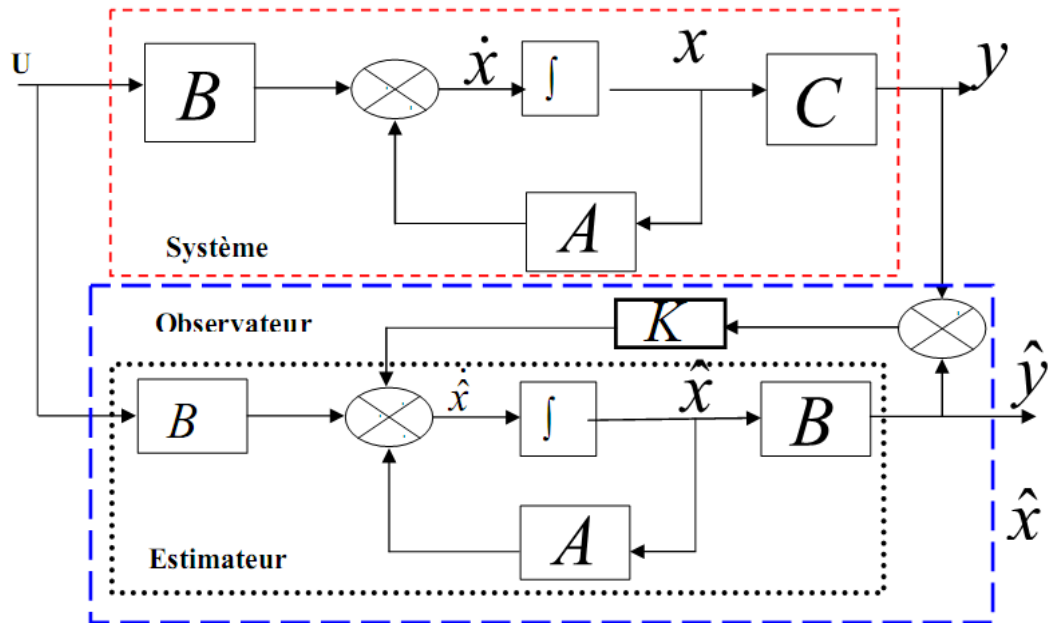 U
B
ẋ
∫
x
C
y
A
Système
Observateur
K
B
x̂̇
∫
x̂
B
ŷ
A
x̂
Estimateur